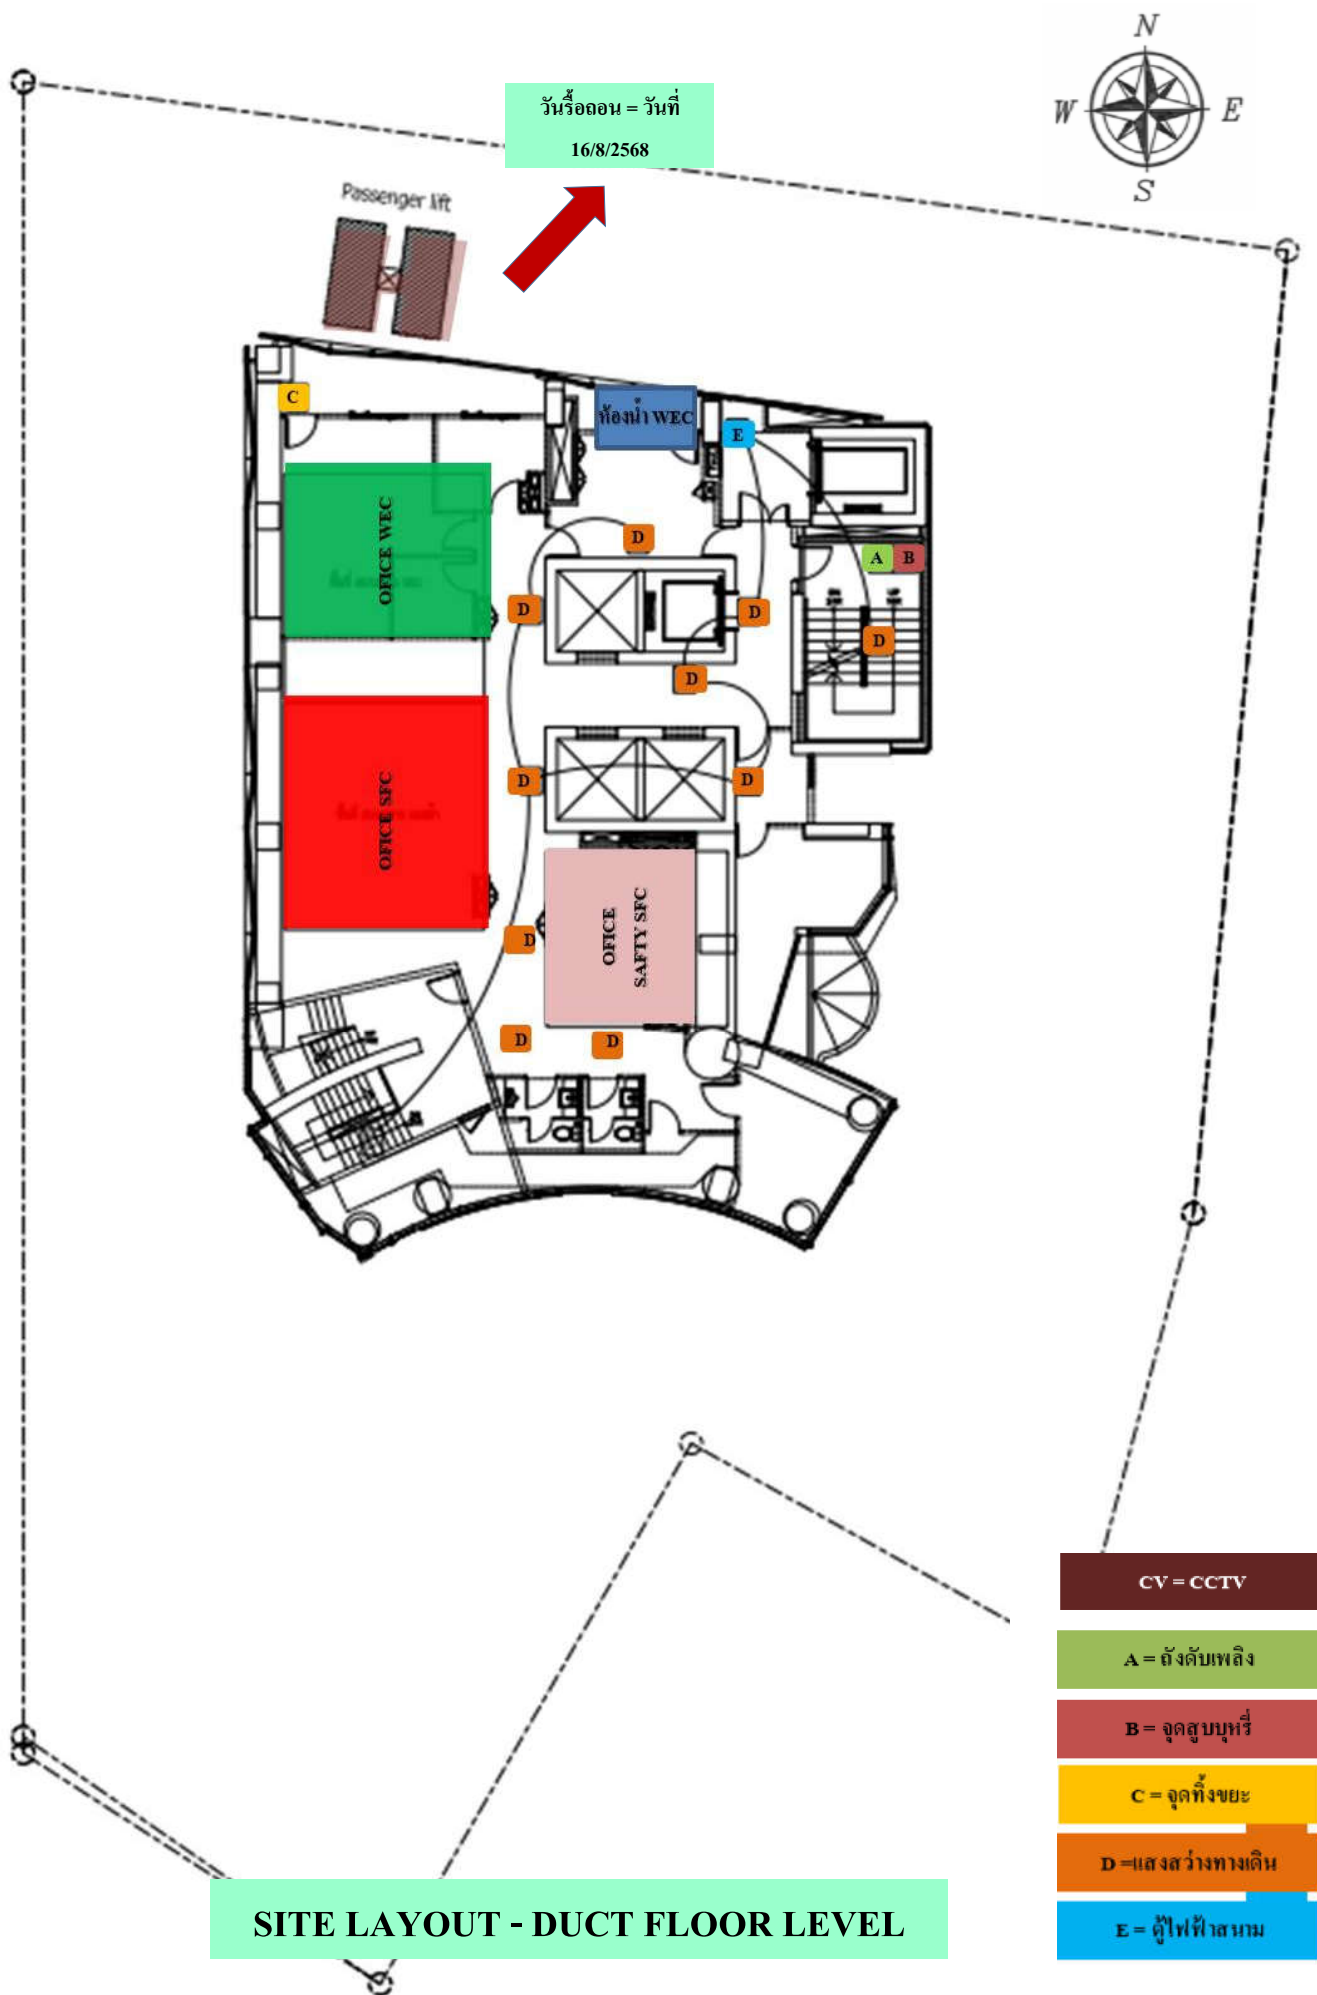 N
W
E
S
วันรื้อถอน = วันที่
16/8/2568
Passenger lift
C
ห้องน้ำ WEC
E
OFICE WEC
D
A
B
D
D
D
D
OFICE SFC
D
D
OFICE
SAFTY SFC
D
D
D
CV = CCTV
A = ถังดับเพลิง
B = จุดสูบบุหรี่
C = จุดทิ้งขยะ
D =แสงสว่างทางเดิน
E = ตู้ไฟฟ้าสนาม
SITE LAYOUT - DUCT FLOOR LEVEL